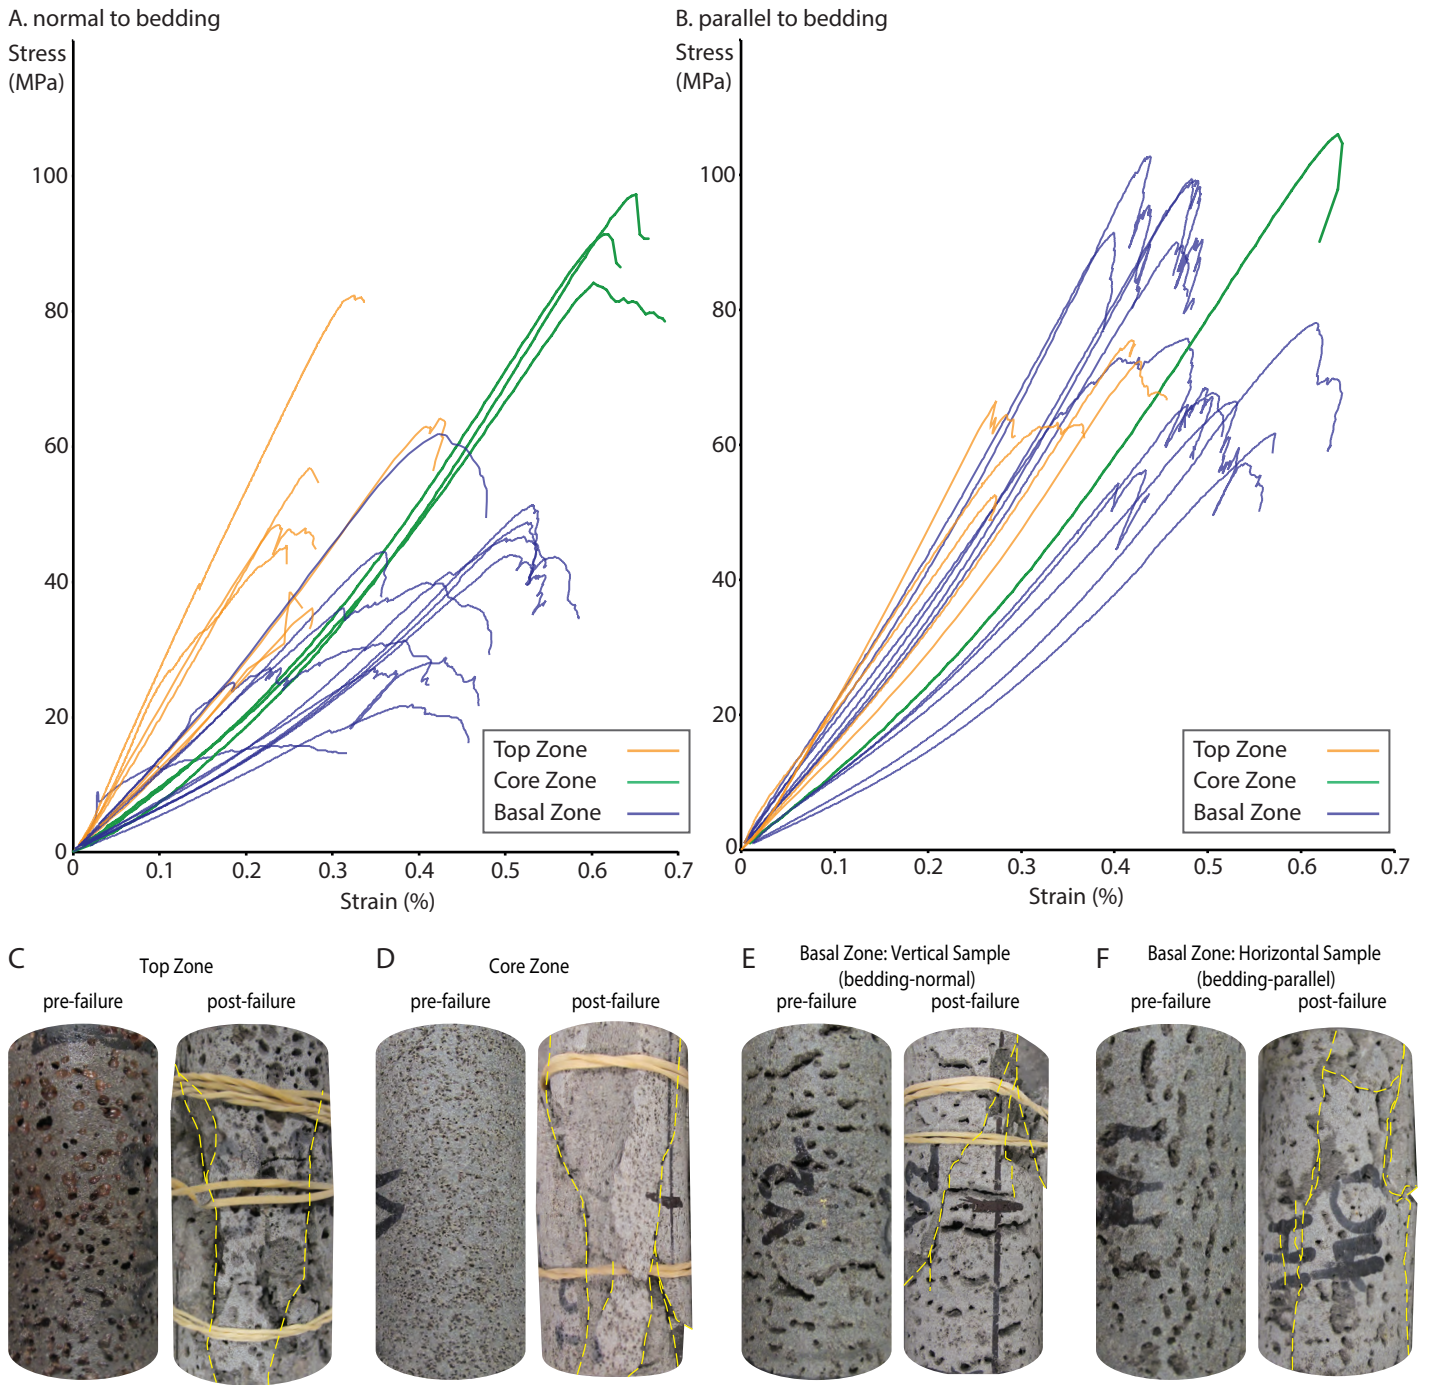 A. normal to bedding
Stress
(MPa)
100
80
60
40
20
0
0 0.1 0.2 0.3 0.4 0.5 0.6 0.7
Strain (%)
Top Zone
Core Zone
Basal Zone
B. parallel to bedding
Stress
(MPa)
100
80
60
40
20
0
0 0.1 0.2 0.3 0.4 0.5 0.6 0.7
Strain (%)
Top Zone
Core Zone
Basal Zone
C
Top Zone
pre-failure post-failure
D
Core Zone
pre-failure post-failure
E
Basal Zone: Vertical Sample
(bedding-normal)
pre-failure post-failure
F
Basal Zone: Horizontal Sample
(bedding-parallel)
pre-failure post-failure